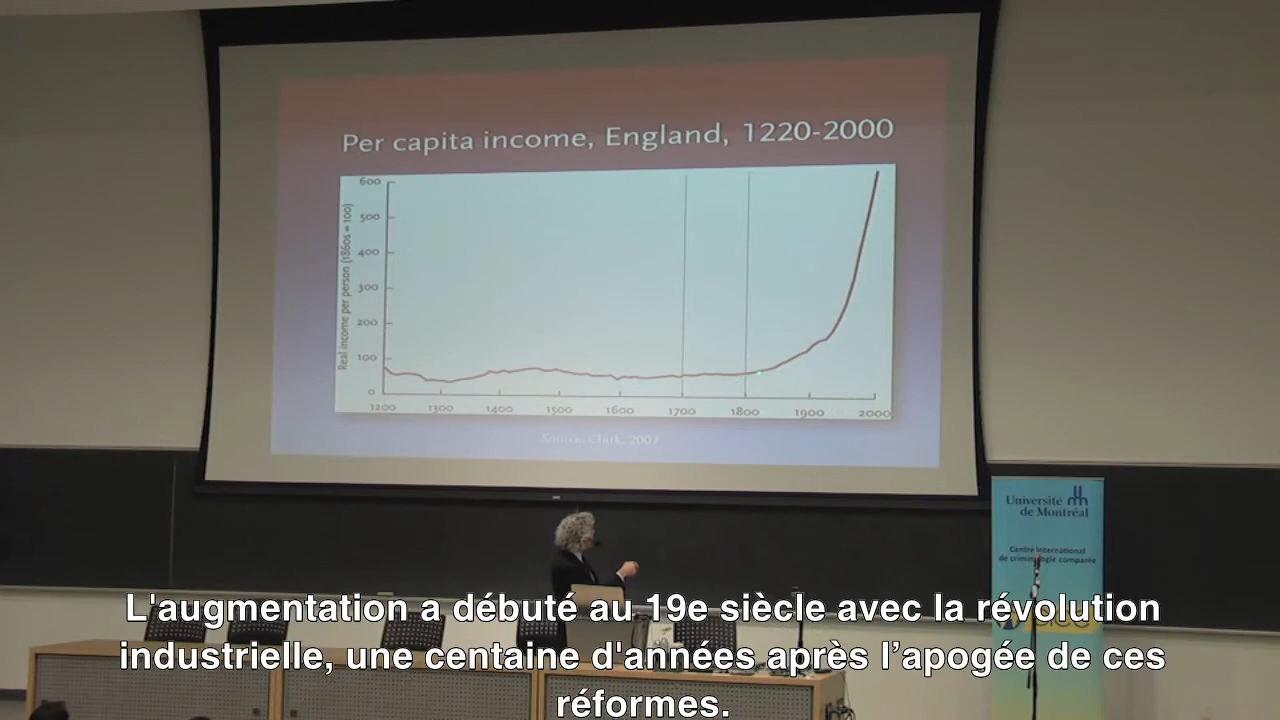 Per capita income, England, 1220-2000
Real income per person (1860s = 100)
600
500
400
300
200
100
0
1200 1300 1400 1500 1600 1700 1800 1900 2000
Source: Clark, 2007
Université
de Montréal
Centre international
de criminologie comparée
L'augmentation a débuté au 19e siècle avec la révolution
industrielle, une centaine d'années après l’apogée de ces
réformes.